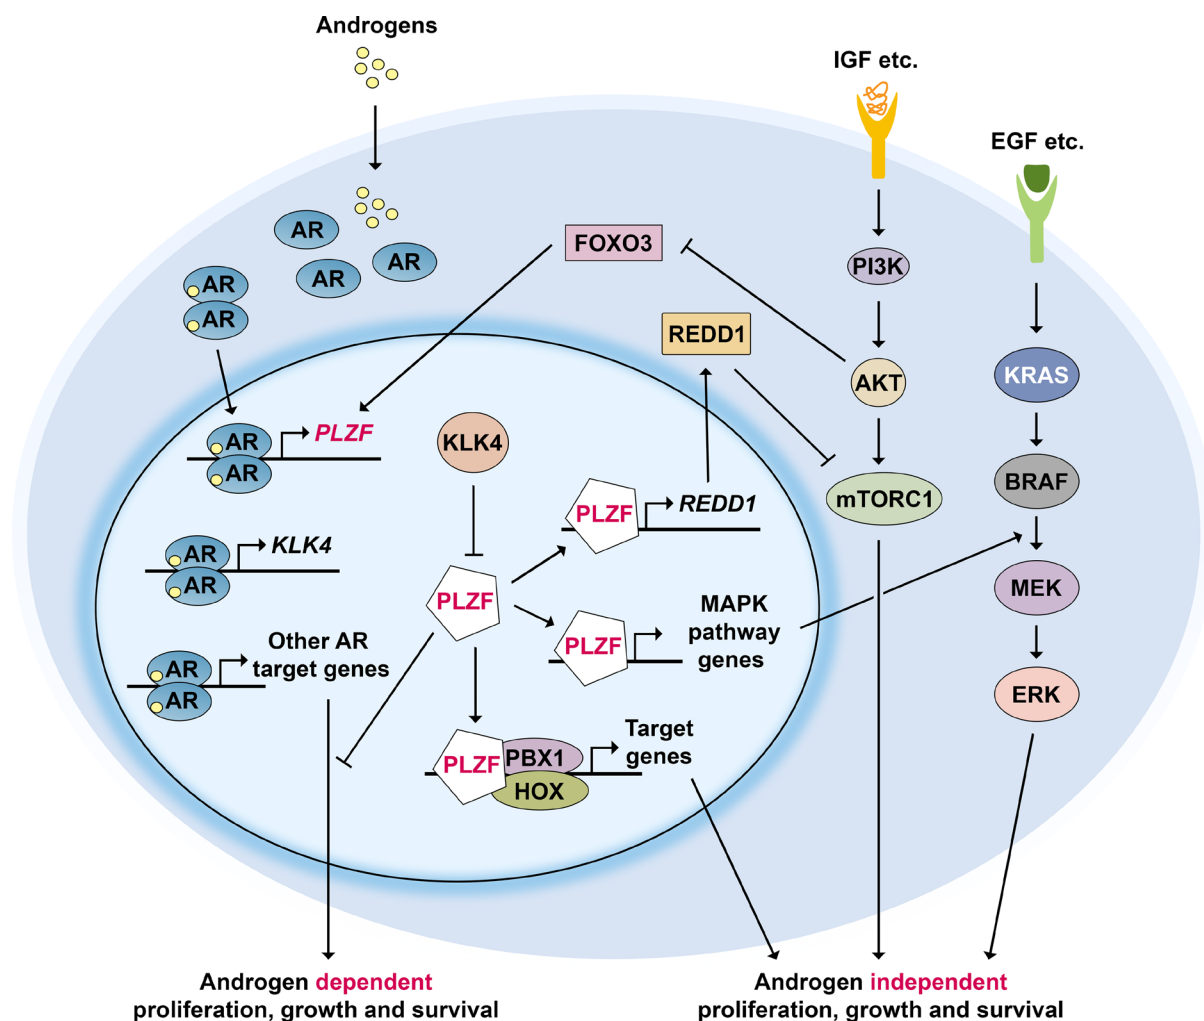 Androgens
IGF etc.
EGF etc.
AR
AR
AR
FOXO3
PI3K
AR
AR
REDD1
AKT
KRAS
AR
AR
PLZF
KLK4
BRAF
mTORC1
PLZF
REDD1
AR
AR
KLK4
PLZF
MEK
MAPK
pathway
genes
PLZF
Other AR
target genes
AR
AR
ERK
Target
genes
PLZF
PBX1
HOX
Androgen dependent
proliferation, growth and survival
Androgen independent
proliferation, growth and survival